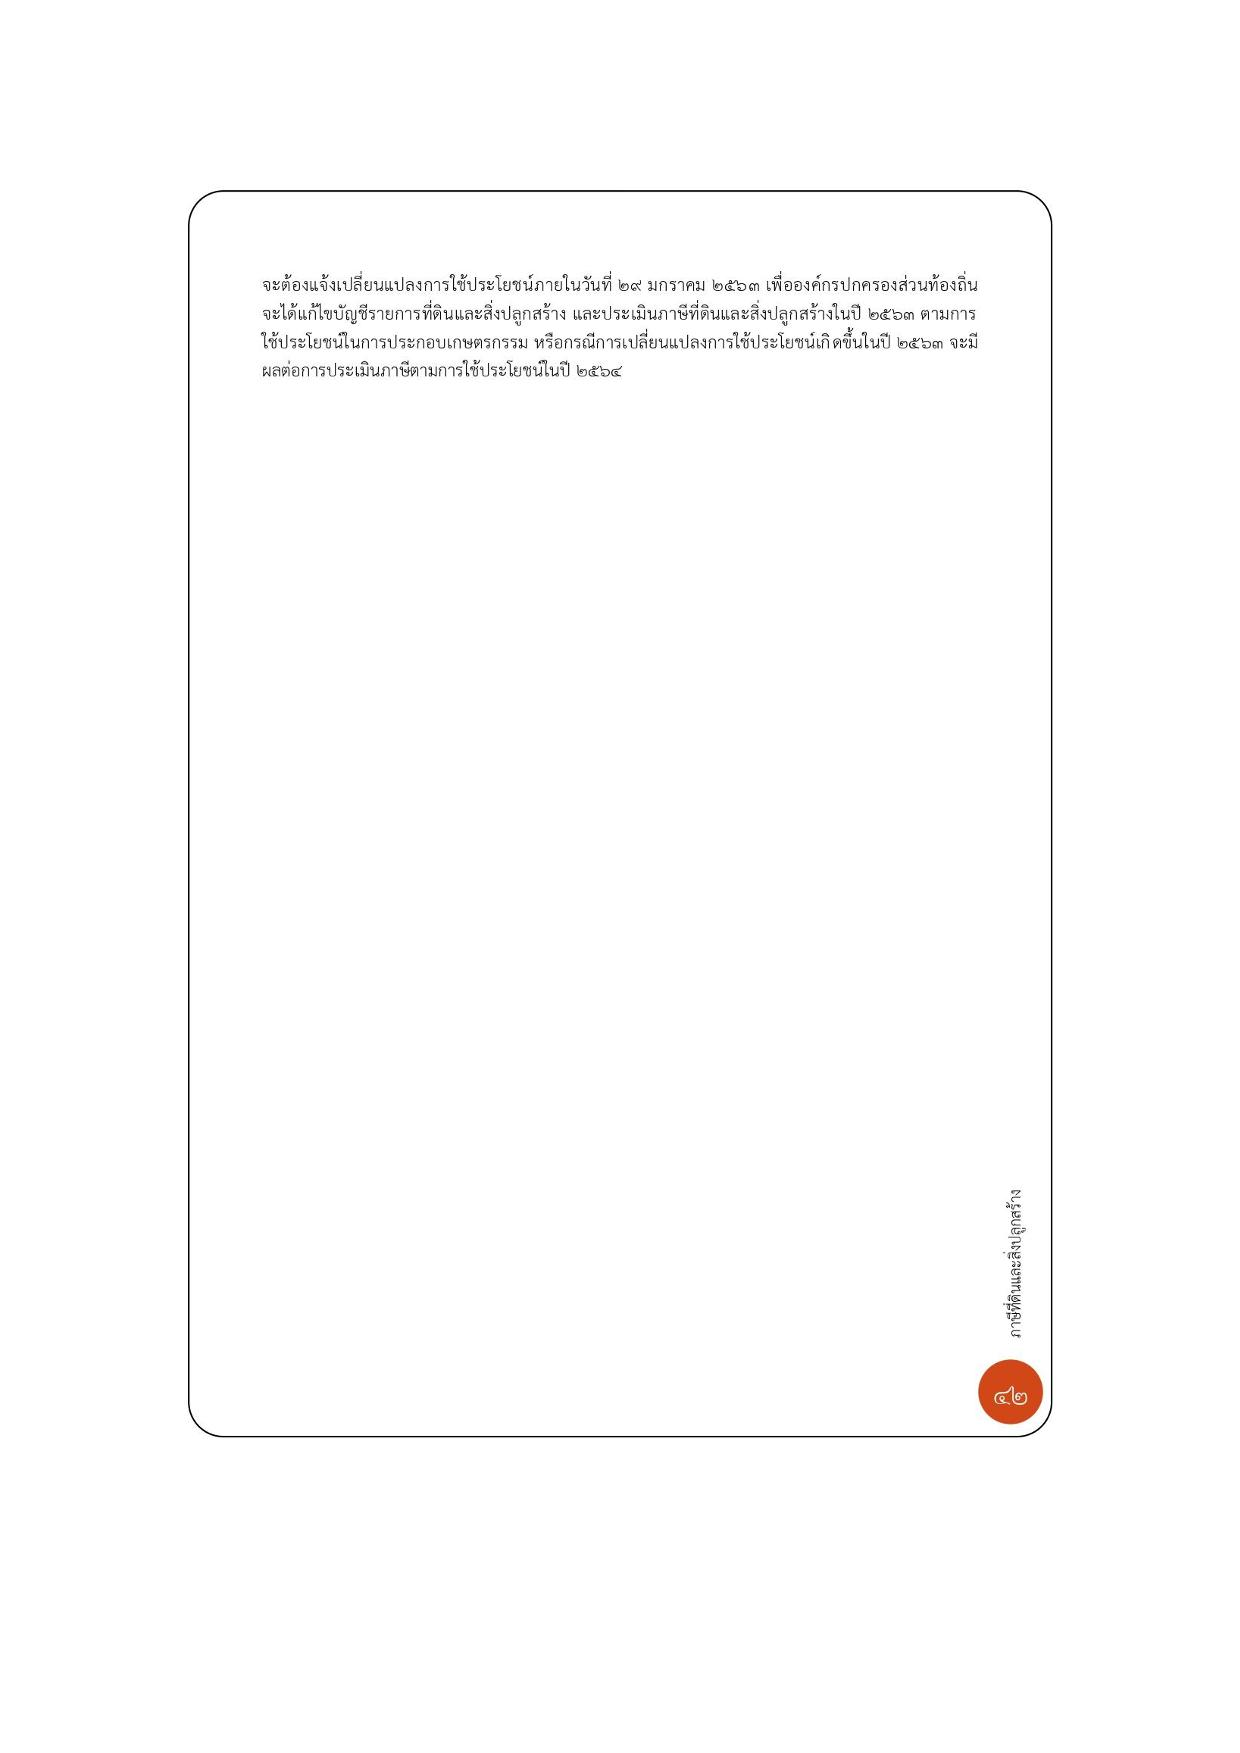 จะต้องแจ้งเปลี่ยนแปลงการใช้ประโยชน์ภายในวันที่ ๒๙ มกราคม ๒๕๖๓ เพื่อองค์กรปกครองส่วนท้องถิ่น
จะได้แก้ไขบัญชีรายการที่ดินและสิ่งปลูกสร้าง และประเมินภาษีที่ดินและสิ่งปลูกสร้างในปี ๒๕๖๓ ตามการ
ใช้ประโยชน์ในการประกอบเกษตรกรรม หรือกรณีการเปลี่ยนแปลงการใช้ประโยชน์เกิดขึ้นในปี ๒๕๖๓ จะมี
ผลต่อการประเมินภาษีตามการใช้ประโยชน์ในปี ๒๕๖๔
ภาษีที่ดินและสิ่งปลูกสร้าง
๔๒